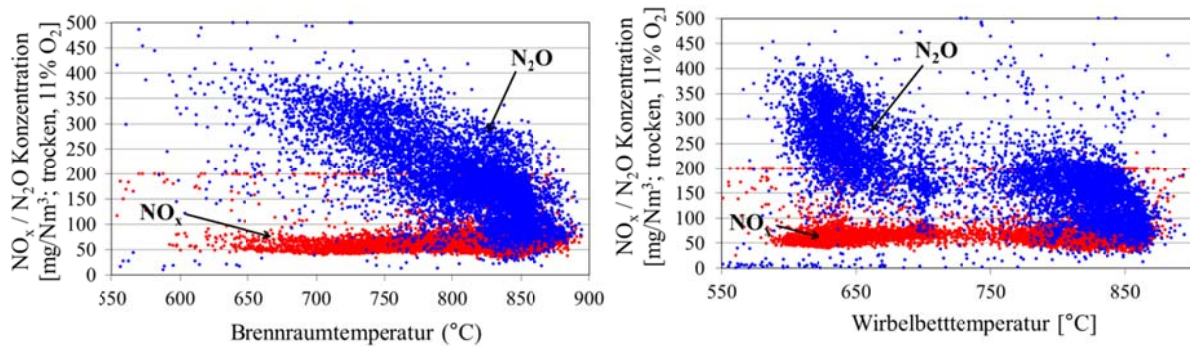 NOₓ / N₂O Konzentration
[mg/Nm³; trocken, 11% O₂]
500
450
400
350
300
250
200
150
100
50
0
N₂O
NOₓ
550 600 650 700 750 800 850 900
Brennraumtemperatur (°C)
NOₓ / N₂O Konzentration
[mg/Nm³; trocken, 11% O₂]
500
450
400
350
300
250
200
150
100
50
0
N₂O
NOₓ
550 650 750 850
Wirbelbetttemperatur [°C]